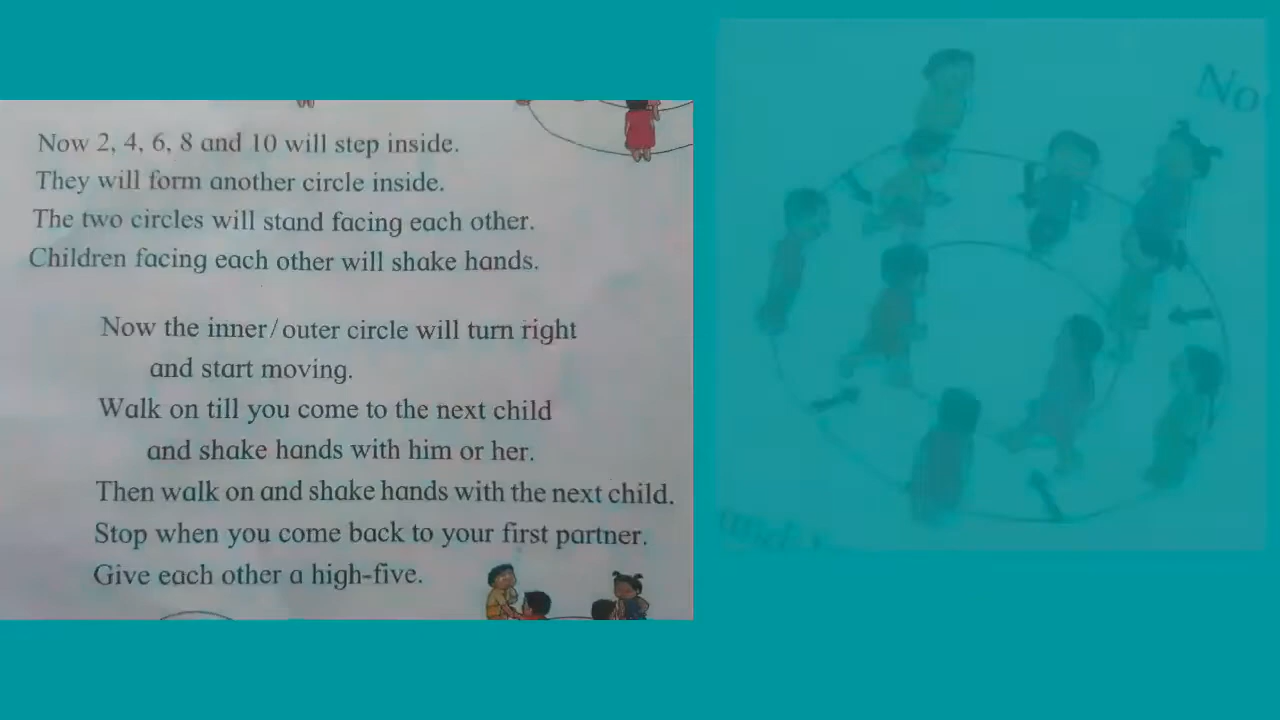 Now 2, 4, 6, 8 and 10 will step inside.
They will form another circle inside.
The two circles will stand facing each other.
Children facing each other will shake hands.
Now the inner/outer circle will turn right
and start moving.
Walk on till you come to the next child
and shake hands with him or her.
Then walk on and shake hands with the next child.
Stop when you come back to your first partner.
Give each other a high-five.
No